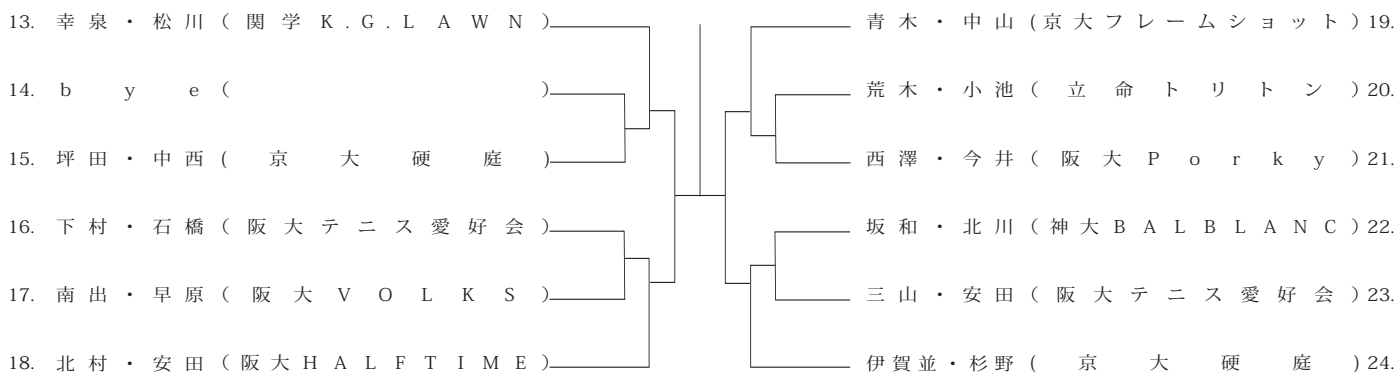 13. 幸泉・松川(関学K.G.LAWN)
14. bye( )
15. 坪田・中西(京大硬庭)
16. 下村・石橋(阪大テニス愛好会)
17. 南出・早原(阪大VOLKS)
18. 北村・安田(阪大HALFTIME)
青木・中山(京大フレームショット)19.
荒木・小池(立命トリトン)20.
西澤・今井(阪大Porky)21.
坂和・北川(神大BALBLANC)22.
三山・安田(阪大テニス愛好会)23.
伊賀並・杉野(京大硬庭)24.